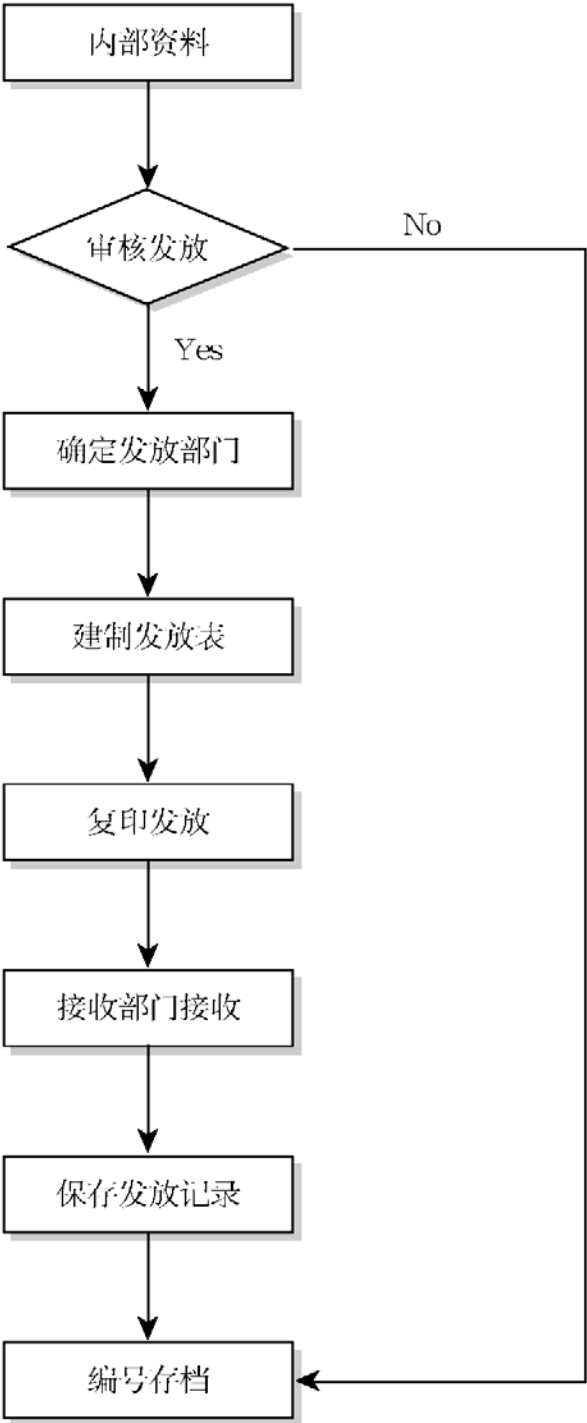 内部资料
审核发放
No
Yes
确定发放部门
建制发放表
复印发放
接收部门接收
保存发放记录
编号存档